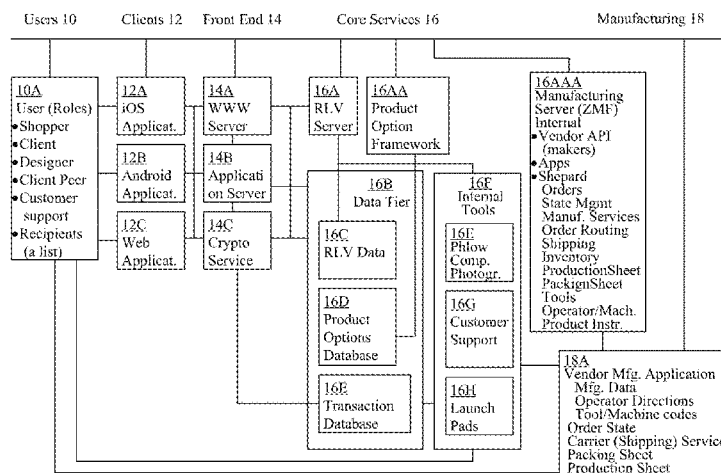 Users 10 Clients 12 Front End 14 Core Services 16 Manufacturing 18
10A
User (Roles)
•Shopper
•Client
•Designer
•Client Peer
•Customer
support
•Recipients
(a list)
12A
iOS
Applicat.
12B
Android
Applicat.
12C
Web
Applicat.
14A
WWW
Server
14B
Applicati
on Server
14C
Crypto
Service
16A
RLV
Server
16AA
Product
Option
Framework
16B
Data Tier
16C
RLV Data
16D
Product
Options
Database
16E
Transaction
Database
16F
Internal
Tools
16E
Phlow
Comp.
Photogr.
16G
Customer
Support
16H
Launch
Pads
16AAA
Manufacturing
Server (ZMF)
Internal
•Vendor API
(makers)
•Apps
•Shepard
Orders
State Mgmt
Manuf. Services
Order Routing
Shipping
Inventory
ProductionSheet
PackignSheet
Tools
Operator/Mach.
Product Instr.
18A
Vendor Mfg. Application
Mfg. Data
Operator Directions
Tool/Machine codes
Order State
Carrier (Shipping) Service
Packing Sheet
Production Sheet